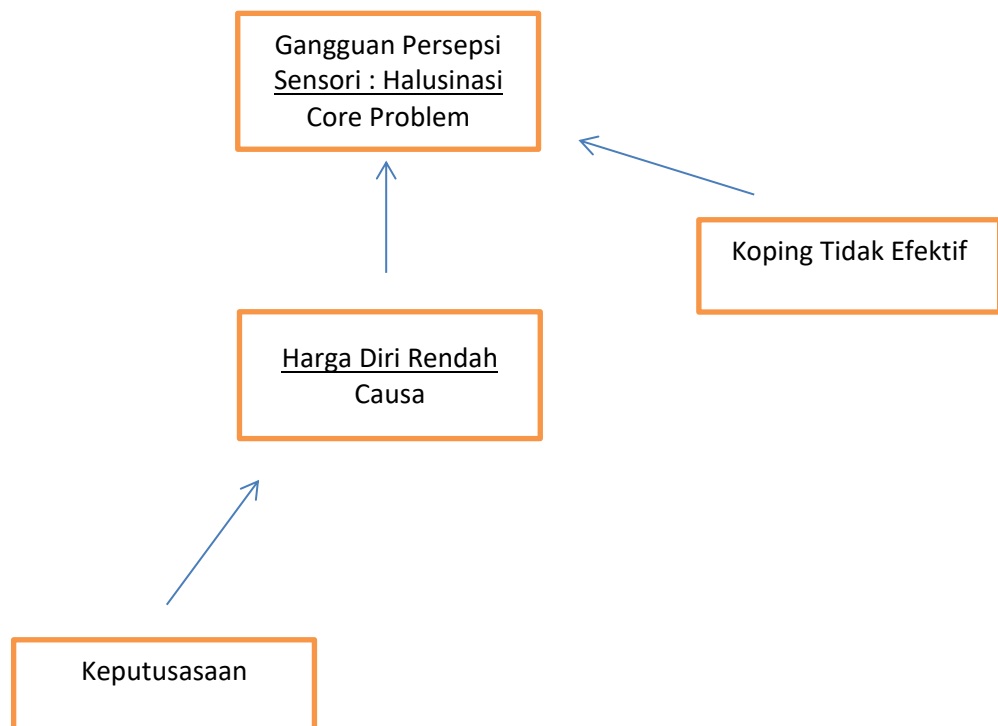 Gangguan Persepsi
Sensori : Halusinasi
Core Problem
Koping Tidak Efektif
Harga Diri Rendah
Causa
Keputusasaan